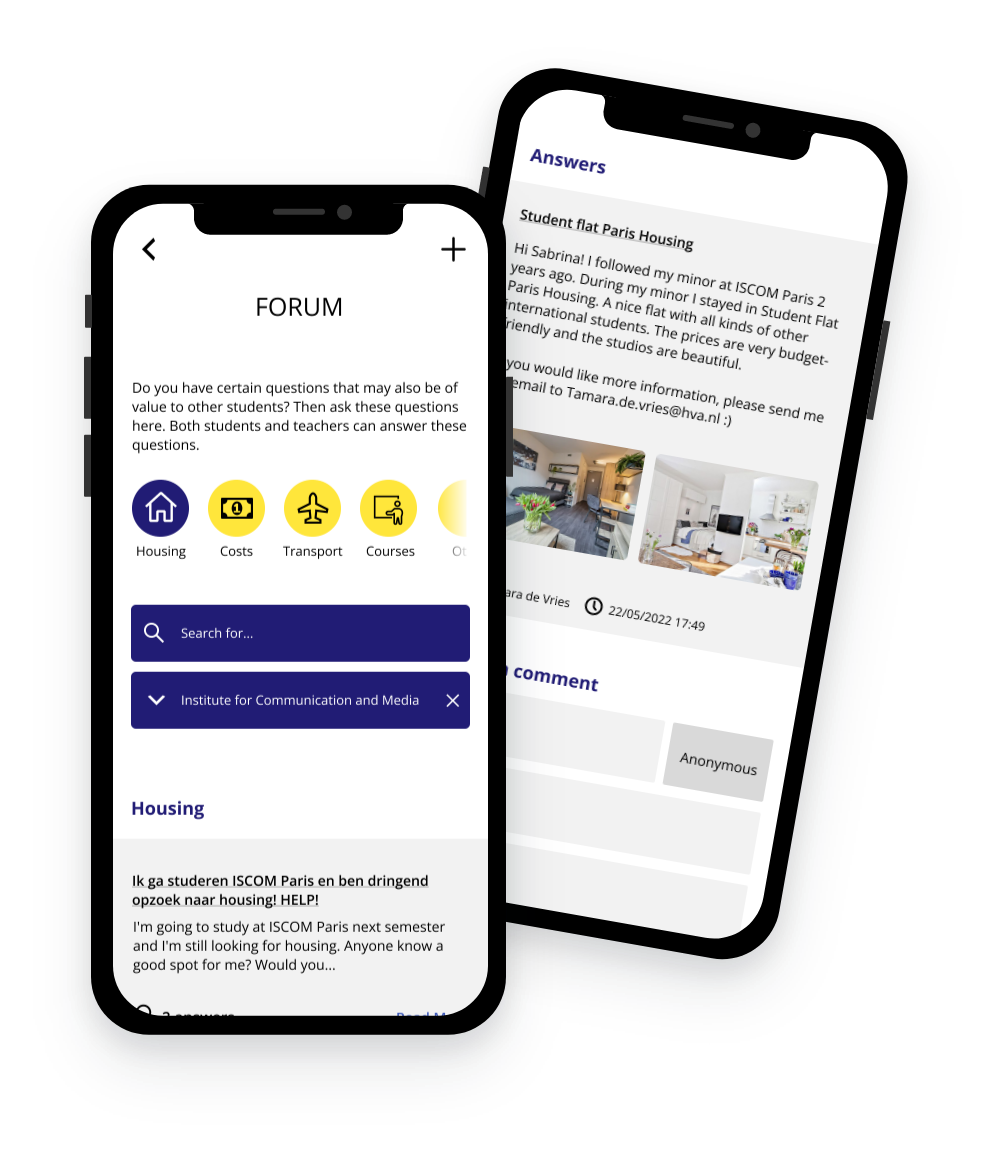 FORUM
Do you have certain questions that may also be of
value to other students? Then ask these questions
here. Both students and teachers can answer these
questions.
Housing
Costs
Transport
Courses
Search for...
Institute for Communication and Media
Housing
Ik ga studeren ISCOM Paris en ben dringend
opzoek naar housing! HELP!
I'm going to study at ISCOM Paris next semester
and I'm still looking for housing. Anyone know a
good spot for me? Would you...
2 answers
Read
Answers
Student flat Paris Housing
Hi Sabrina! I followed my minor at ISCOM Paris 2
years ago. During my minor I stayed in Student Flat
Paris Housing. A nice flat with all kinds of other
international students. The prices are very budget-
friendly and the studios are beautiful.
you would like more information, please send me
email to Tamara.de.vries@hva.nl :)
de Vries
22/05/2022 17:49
comment
Anonymous